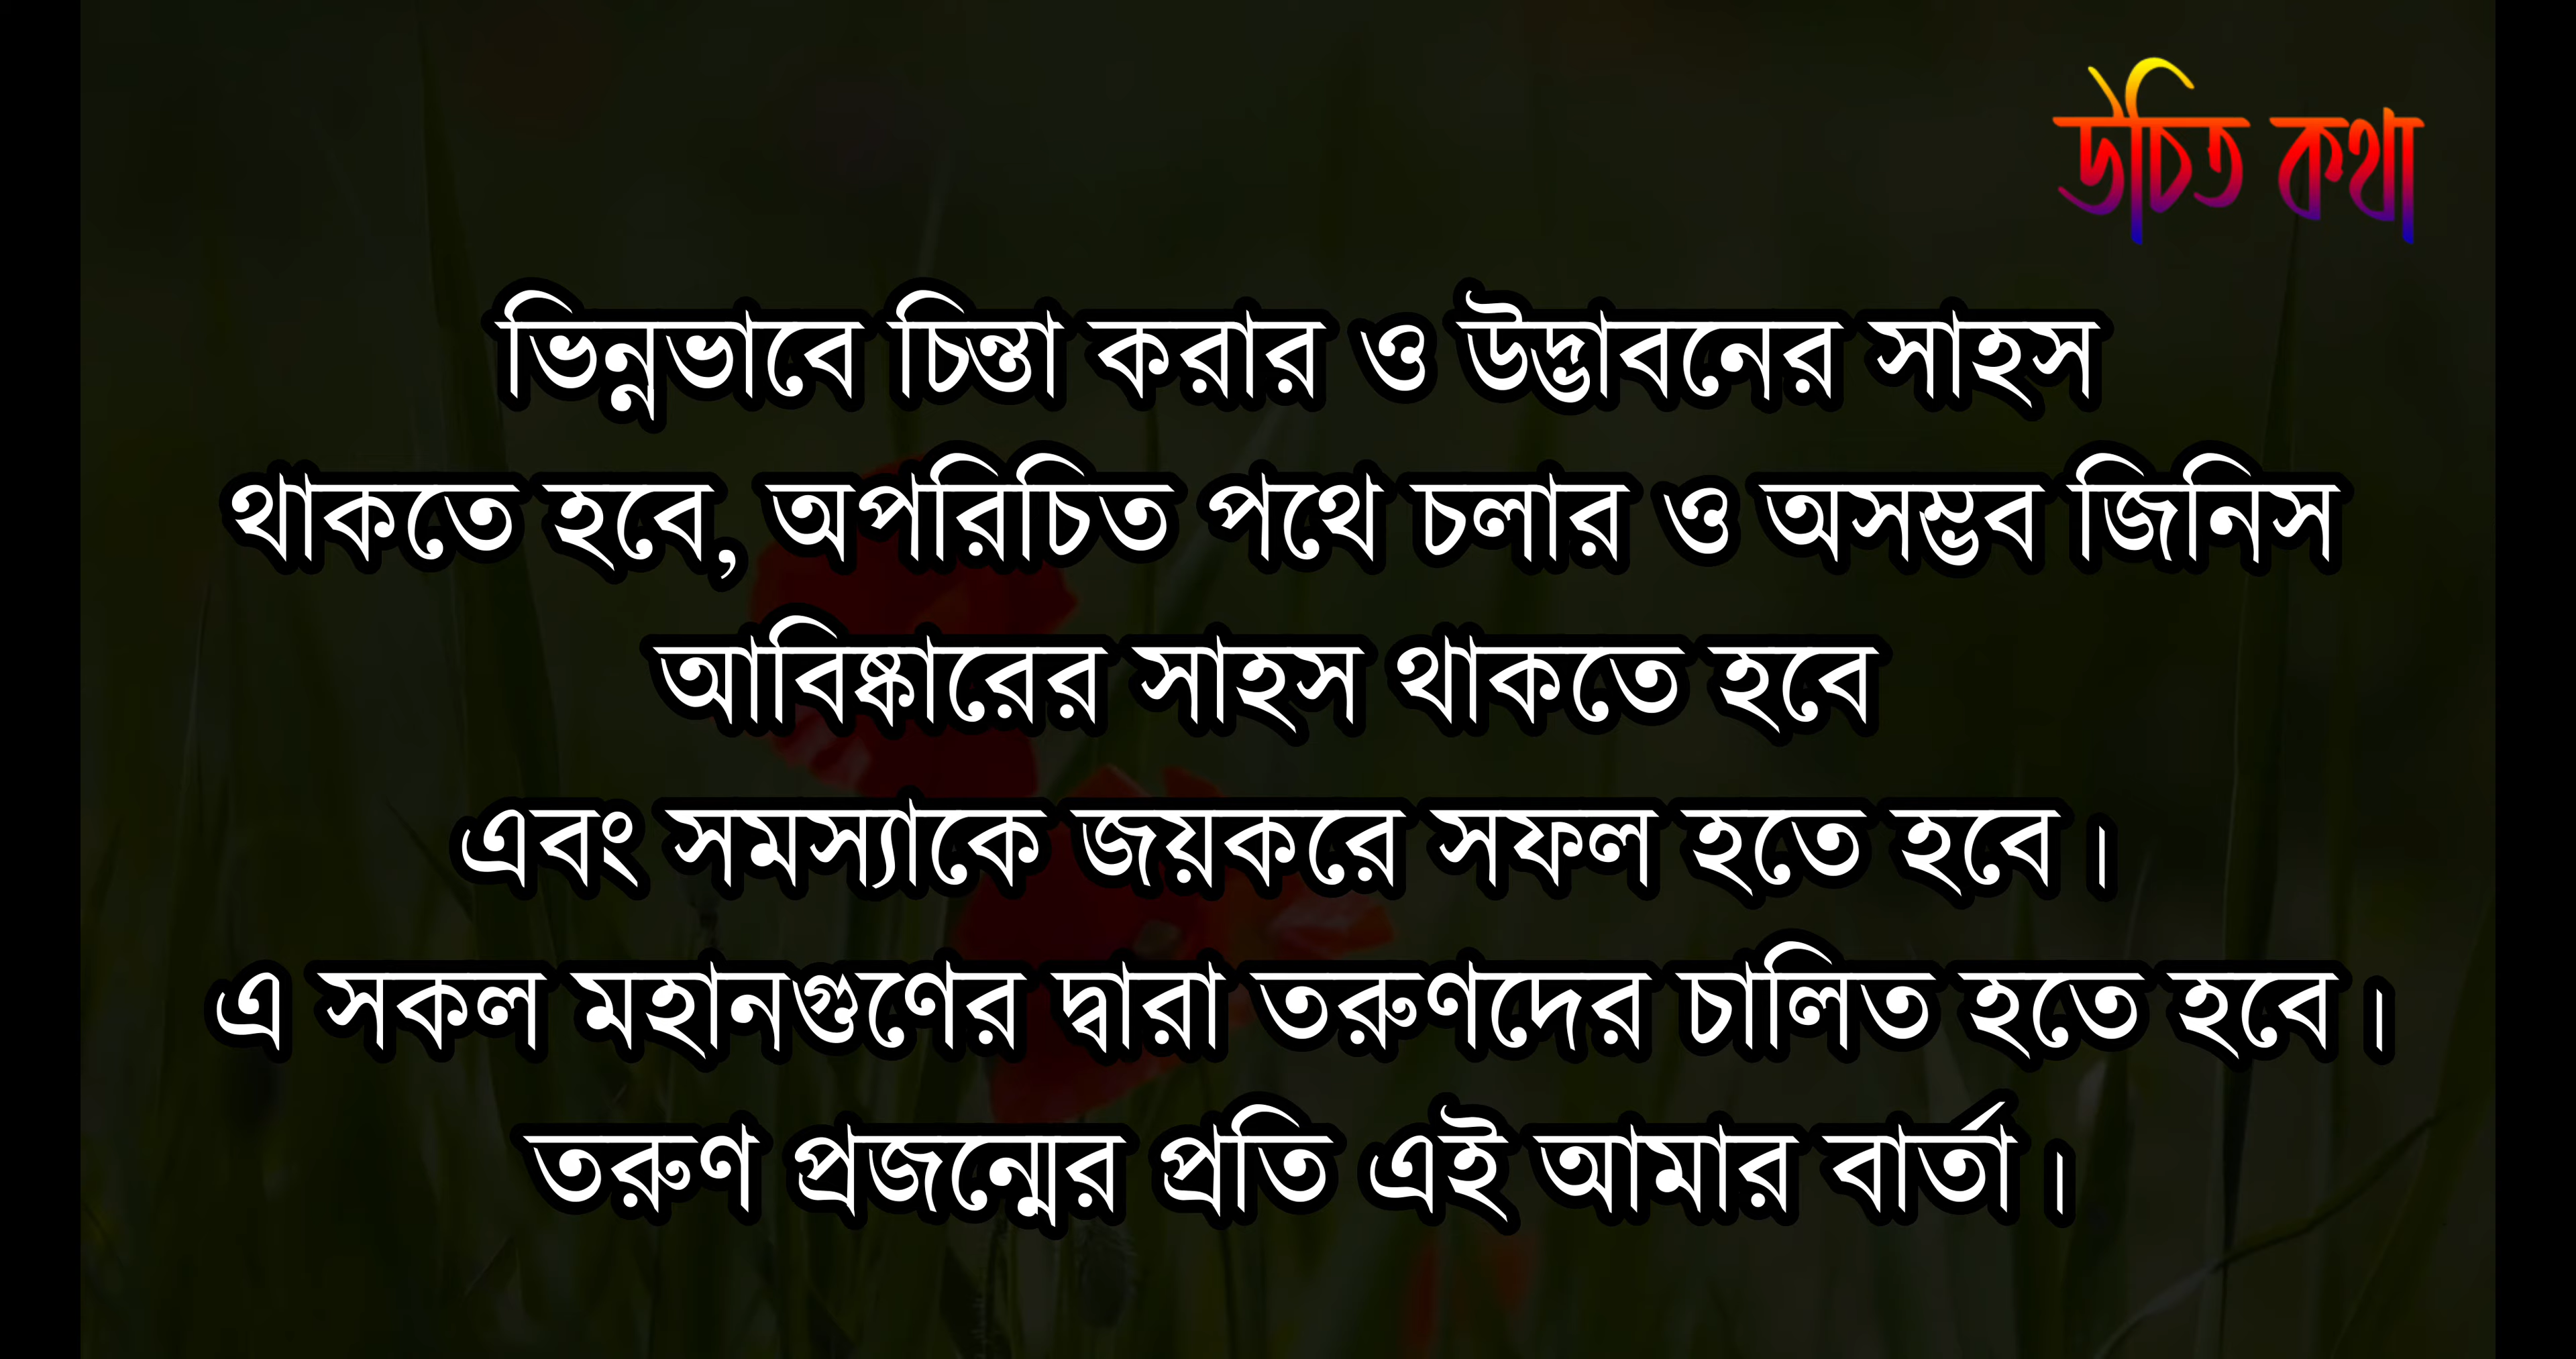 উচিত কথা
ভিন্নভাবে চিন্তা করার ও উদ্ভাবনের সাহস
থাকতে হবে, অপরিচিত পথে চলার ও অসম্ভব জিনিস
আবিষ্কারের সাহস থাকতে হবে
এবং সমস্যাকে জয়করে সফল হতে হবে।
এ সকল মহানগুণের দ্বারা তরুণদের চালিত হতে হবে।
তরুণ প্রজন্মের প্রতি এই আমার বার্তা।